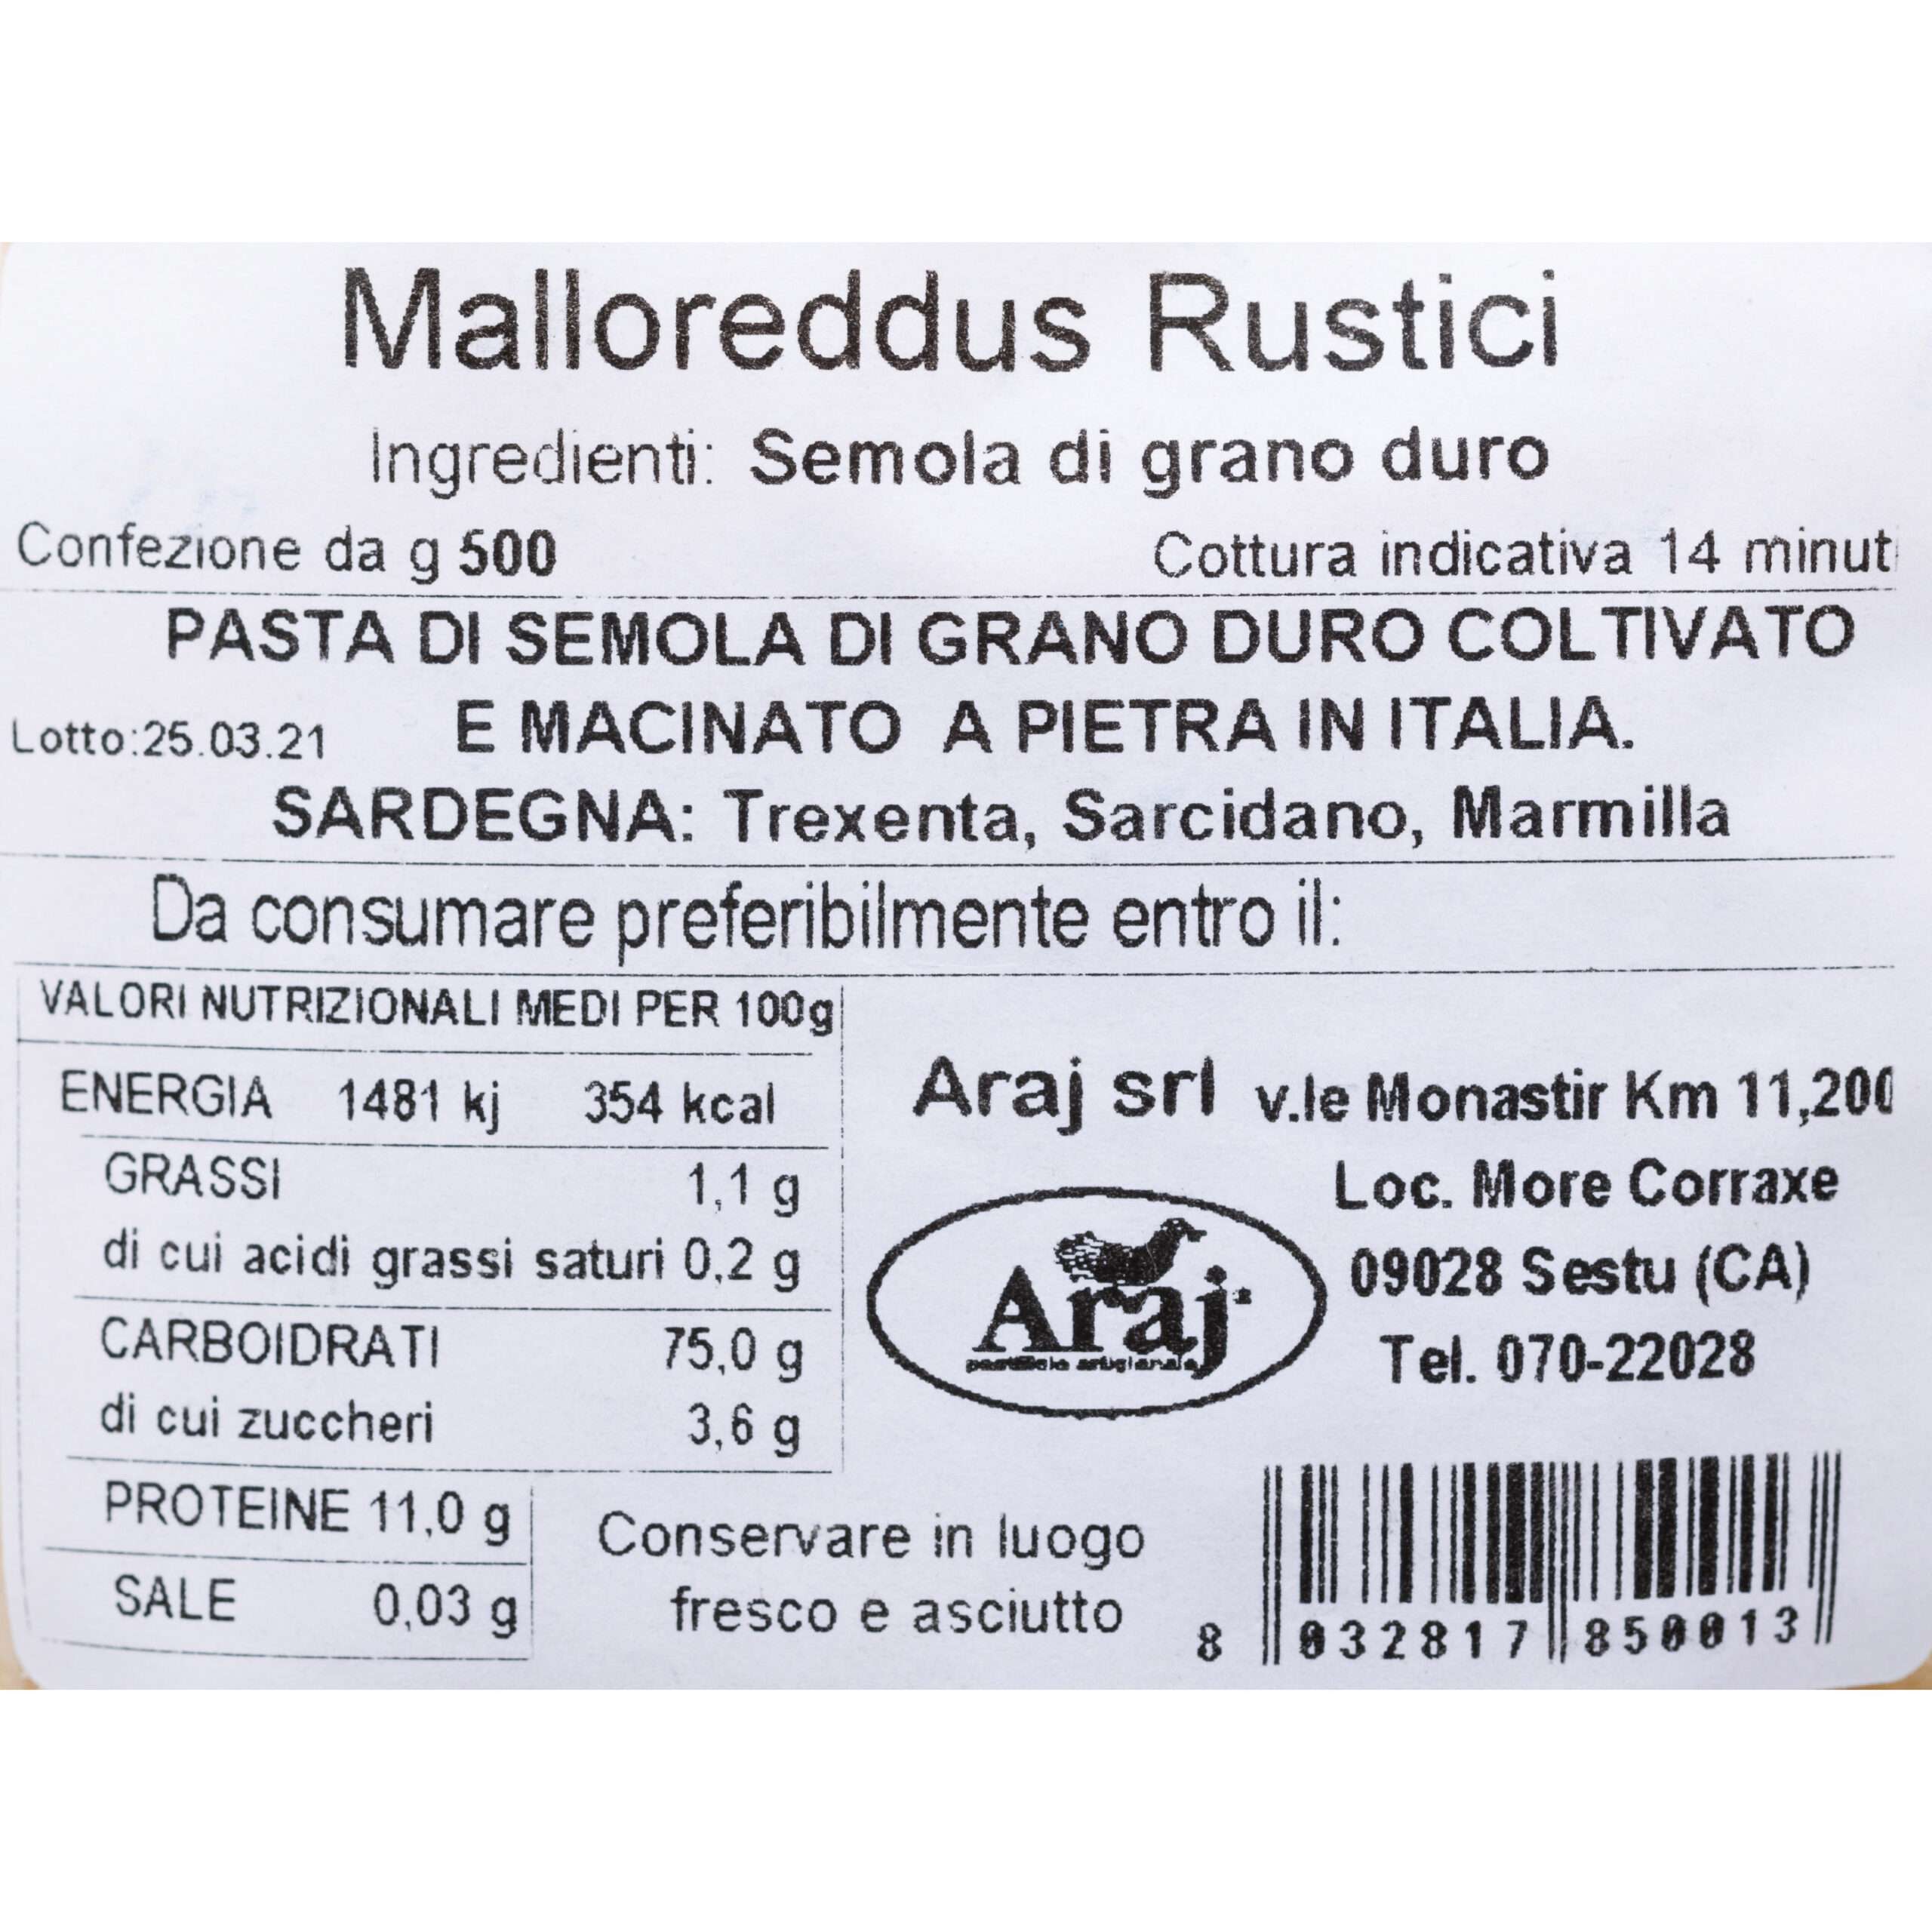 Malloreddus Rustici
Ingredienti: Semola di grano duro
Confezione da g 500
Cottura indicativa 14 minuti
PASTA DI SEMOLA DI GRANO DURO COLTIVATO
E MACINATO A PIETRA IN ITALIA.
Lotto:25.03.21
SARDEGNA: Trexenta, Sarcidano, Marmilla
Da consumare preferibilmente entro il:
VALORI NUTRIZIONALI MEDI PER 100g
ENERGIA 1481 kj 354 kcal
GRASSI 1,1 g
di cui acidi grassi saturi 0,2 g
CARBOIDRATI 75,0 g
di cui zuccheri 3,6 g
PROTEINE 11,0 g
SALE 0,03 g
Araj srl v.le Monastir Km 11,200
Loc. More Corraxe
09028 Sestu (CA)
Tel. 070-22028
Araj
pastificio artigianale
Conservare in luogo
fresco e asciutto
8 032817 850013